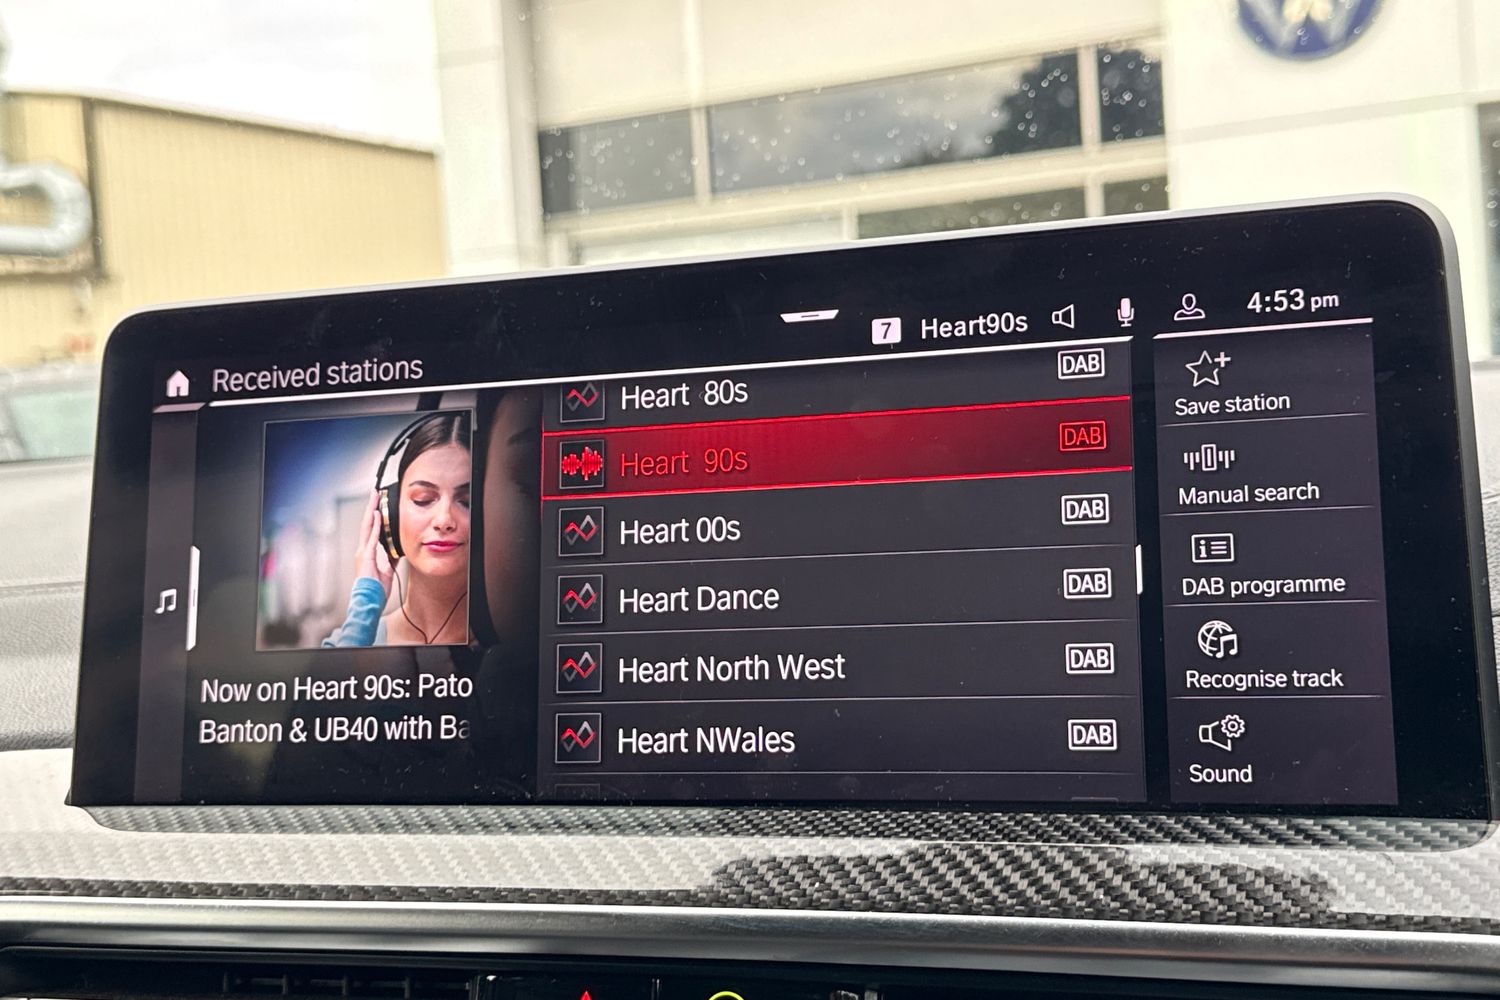 7 Heart90s 4:53 pm
Received stations
Now on Heart 90s: Pato
Banton & UB40 with Ba
Heart 80s DAB
Heart 90s DAB
Heart 00s DAB
Heart Dance DAB
Heart North West DAB
Heart NWales DAB
Save station
Manual search
DAB programme
Recognise track
Sound